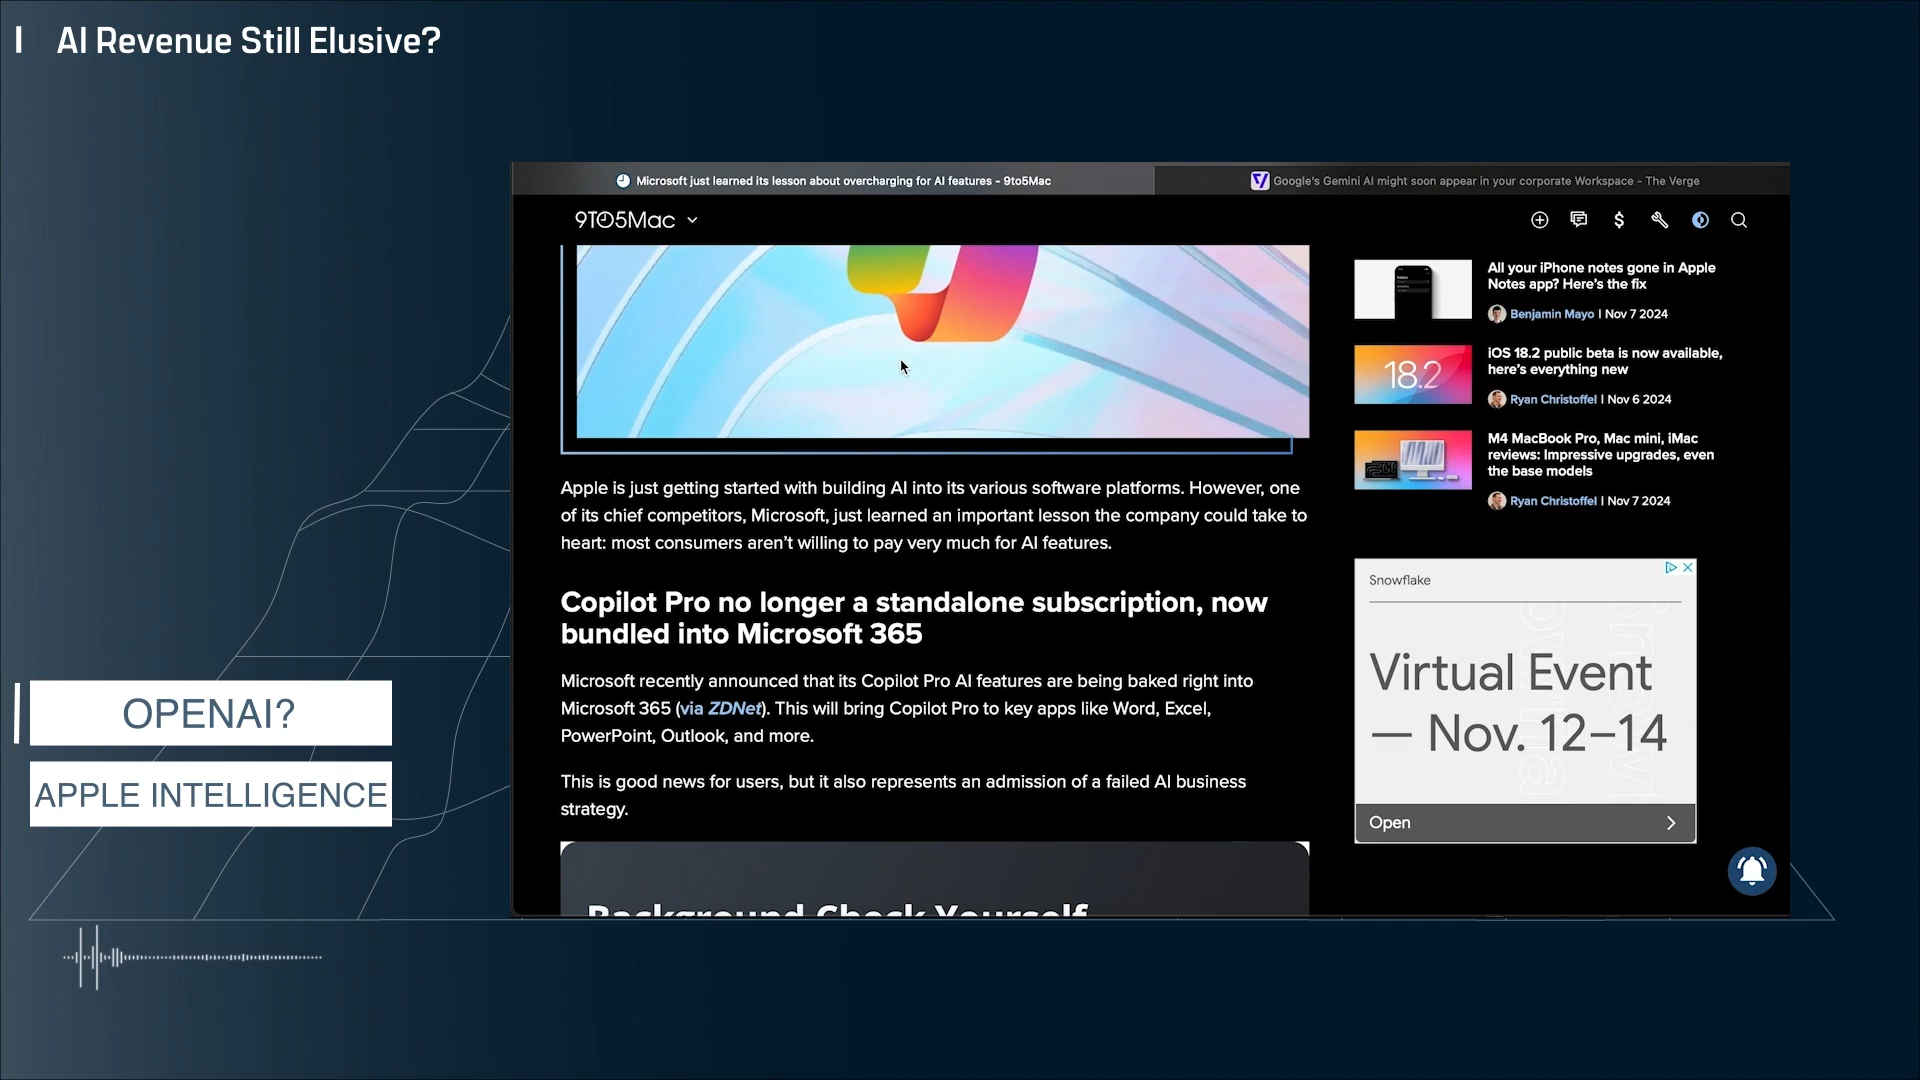 AI Revenue Still Elusive?
Microsoft just learned its lesson about overcharging for AI features - 9to5Mac
Google's Gemini AI might soon appear in your corporate Workspace - The Verge
9TO5Mac
All your iPhone notes gone in Apple
Notes app? Here's the fix
Benjamin Mayo | Nov 7 2024
18.2
iOS 18.2 public beta is now available,
here's everything new
Ryan Christoffel | Nov 6 2024
M4 MacBook Pro, Mac mini, iMac
reviews: Impressive upgrades, even
the base models
Ryan Christoffel | Nov 7 2024
Apple is just getting started with building AI into its various software platforms. However, one
of its chief competitors, Microsoft, just learned an important lesson the company could take to
heart: most consumers aren't willing to pay very much for AI features.
Copilot Pro no longer a standalone subscription, now
bundled into Microsoft 365
Microsoft recently announced that its Copilot Pro AI features are being baked right into
Microsoft 365 (via ZDNet). This will bring Copilot Pro to key apps like Word, Excel,
PowerPoint, Outlook, and more.
This is good news for users, but it also represents an admission of a failed AI business
strategy.
Background Check Yourself
Snowflake
Virtual Event
— Nov. 12–14
Open
OPENAI?
APPLE INTELLIGENCE